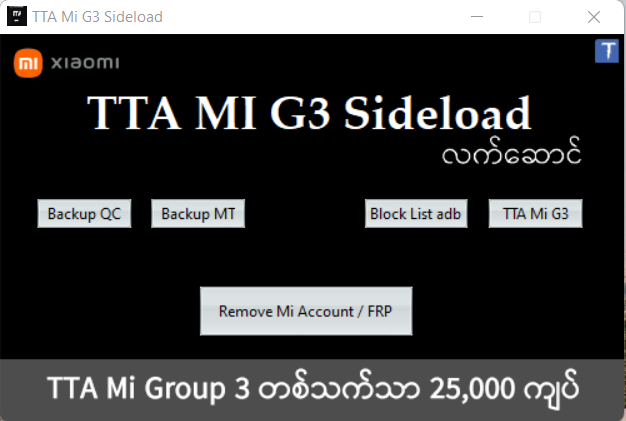 TTA Mi G3 Sideload
mi xiaomi
T
TTA MI G3 Sideload
လက်ဆောင်
Backup QC Backup MT Block List adb TTA Mi G3
Remove Mi Account / FRP
TTA Mi Group 3 တစ်သက်သာ 25,000 ကျပ်